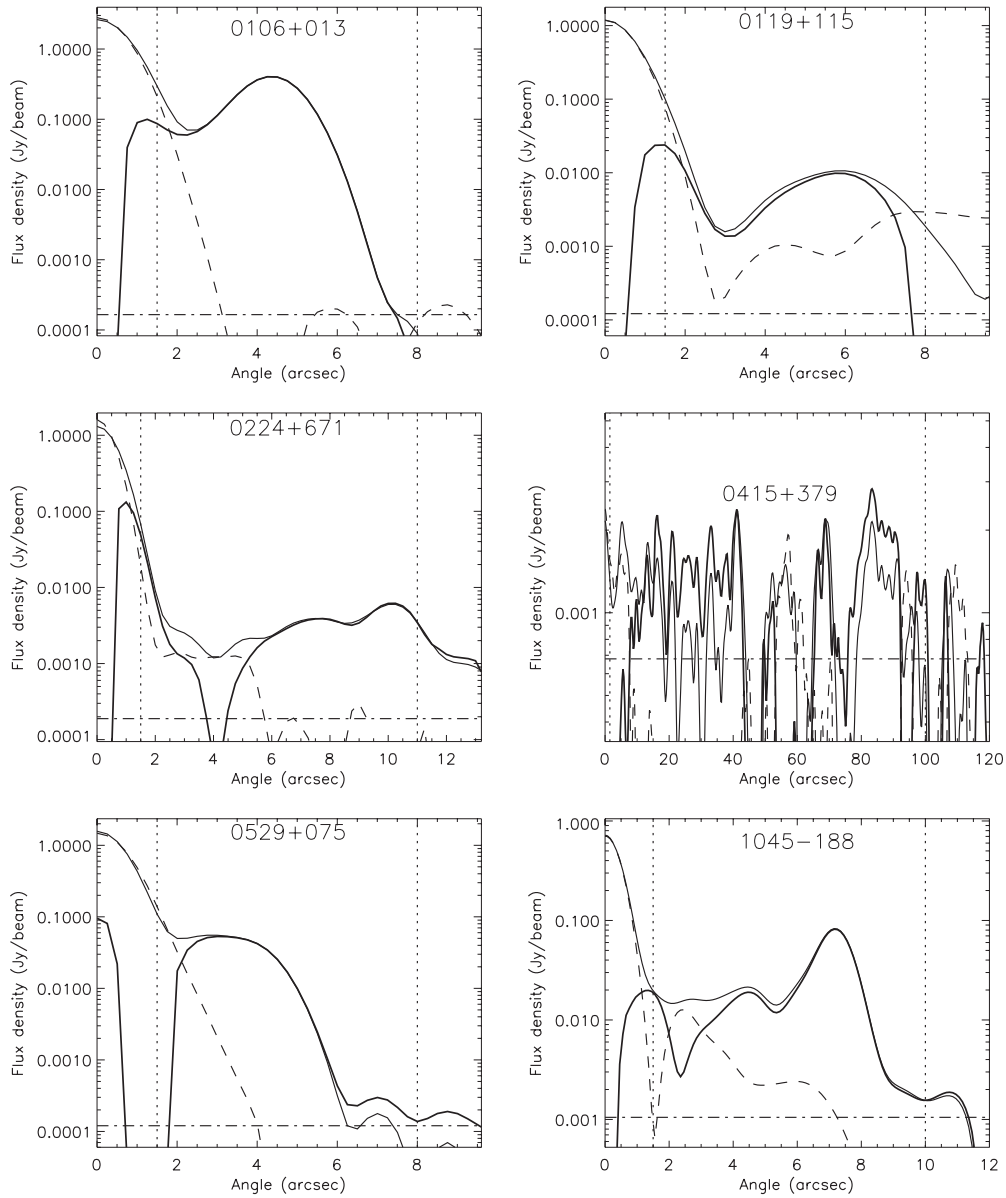 0106+013
Flux density (Jy/beam)
1.0000
0.1000
0.0100
0.0010
0.0001
0 2 4 6 8
Angle (arcsec)
0119+115
Flux density (Jy/beam)
1.0000
0.1000
0.0100
0.0010
0.0001
0 2 4 6 8
Angle (arcsec)
0224+671
Flux density (Jy/beam)
1.0000
0.1000
0.0100
0.0010
0.0001
0 2 4 6 8 10 12
Angle (arcsec)
0415+379
Flux density (Jy/beam)
0.001
0 20 40 60 80 100 120
Angle (arcsec)
0529+075
Flux density (Jy/beam)
1.0000
0.1000
0.0100
0.0010
0.0001
0 2 4 6 8
Angle (arcsec)
1045−188
Flux density (Jy/beam)
1.000
0.100
0.010
0.001
0 2 4 6 8 10 12
Angle (arcsec)